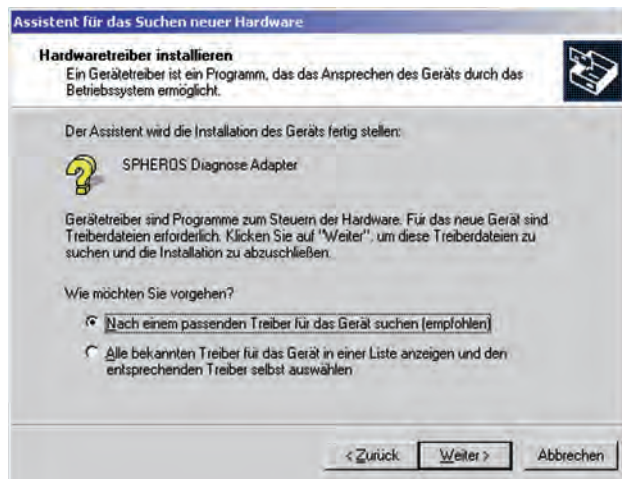 Assistent für das Suchen neuer Hardware
Hardwaretreiber installieren
Ein Gerätetreiber ist ein Programm, das das Ansprechen des Geräts durch das
Betriebssystem ermöglicht.
Der Assistent wird die Installation des Geräts fertig stellen:
SPHEROS Diagnose Adapter
Gerätetreiber sind Programme zum Steuern der Hardware. Für das neue Gerät sind
Treiberdateien erforderlich. Klicken Sie auf "Weiter", um diese Treiberdateien zu
suchen und die Installation zu abzuschließen.
Wie möchten Sie vorgehen?
Nach einem passenden Treiber für das Gerät suchen (empfohlen)
Alle bekannten Treiber für das Gerät in einer Liste anzeigen und den
entsprechenden Treiber selbst auswählen
< Zurück Weiter > Abbrechen